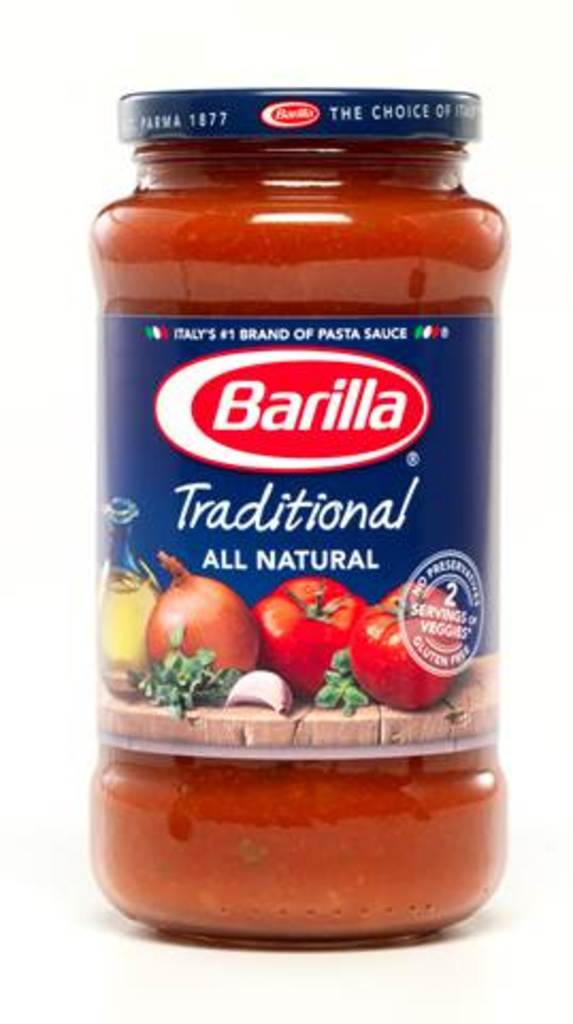 PARMA 1877 Barilla THE CHOICE OF
ITALY'S #1 BRAND OF PASTA SAUCE ®
Barilla
®
Traditional
ALL NATURAL
NO PRESERVATIVES
2
SERVINGS OF
VEGGIES*
GLUTEN FREE